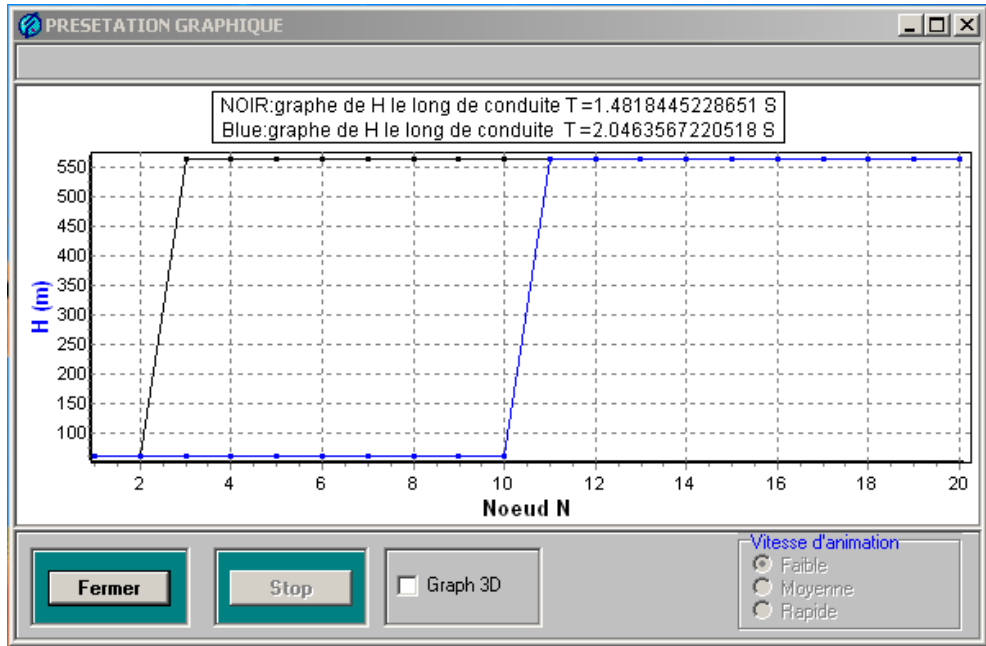 PRESETATION GRAPHIQUE
NOIR:graphe de H le long de conduite T =1.4818445228651 S
Blue:graphe de H le long de conduite T =2.0463567220518 S
550
500
450
400
350
300
250
200
150
100
H (m)
2 4 6 8 10 12 14 16 18 20
Noeud N
Fermer
Stop
Graph 3D
Vitesse d'animation
Faible
Moyenne
Rapide